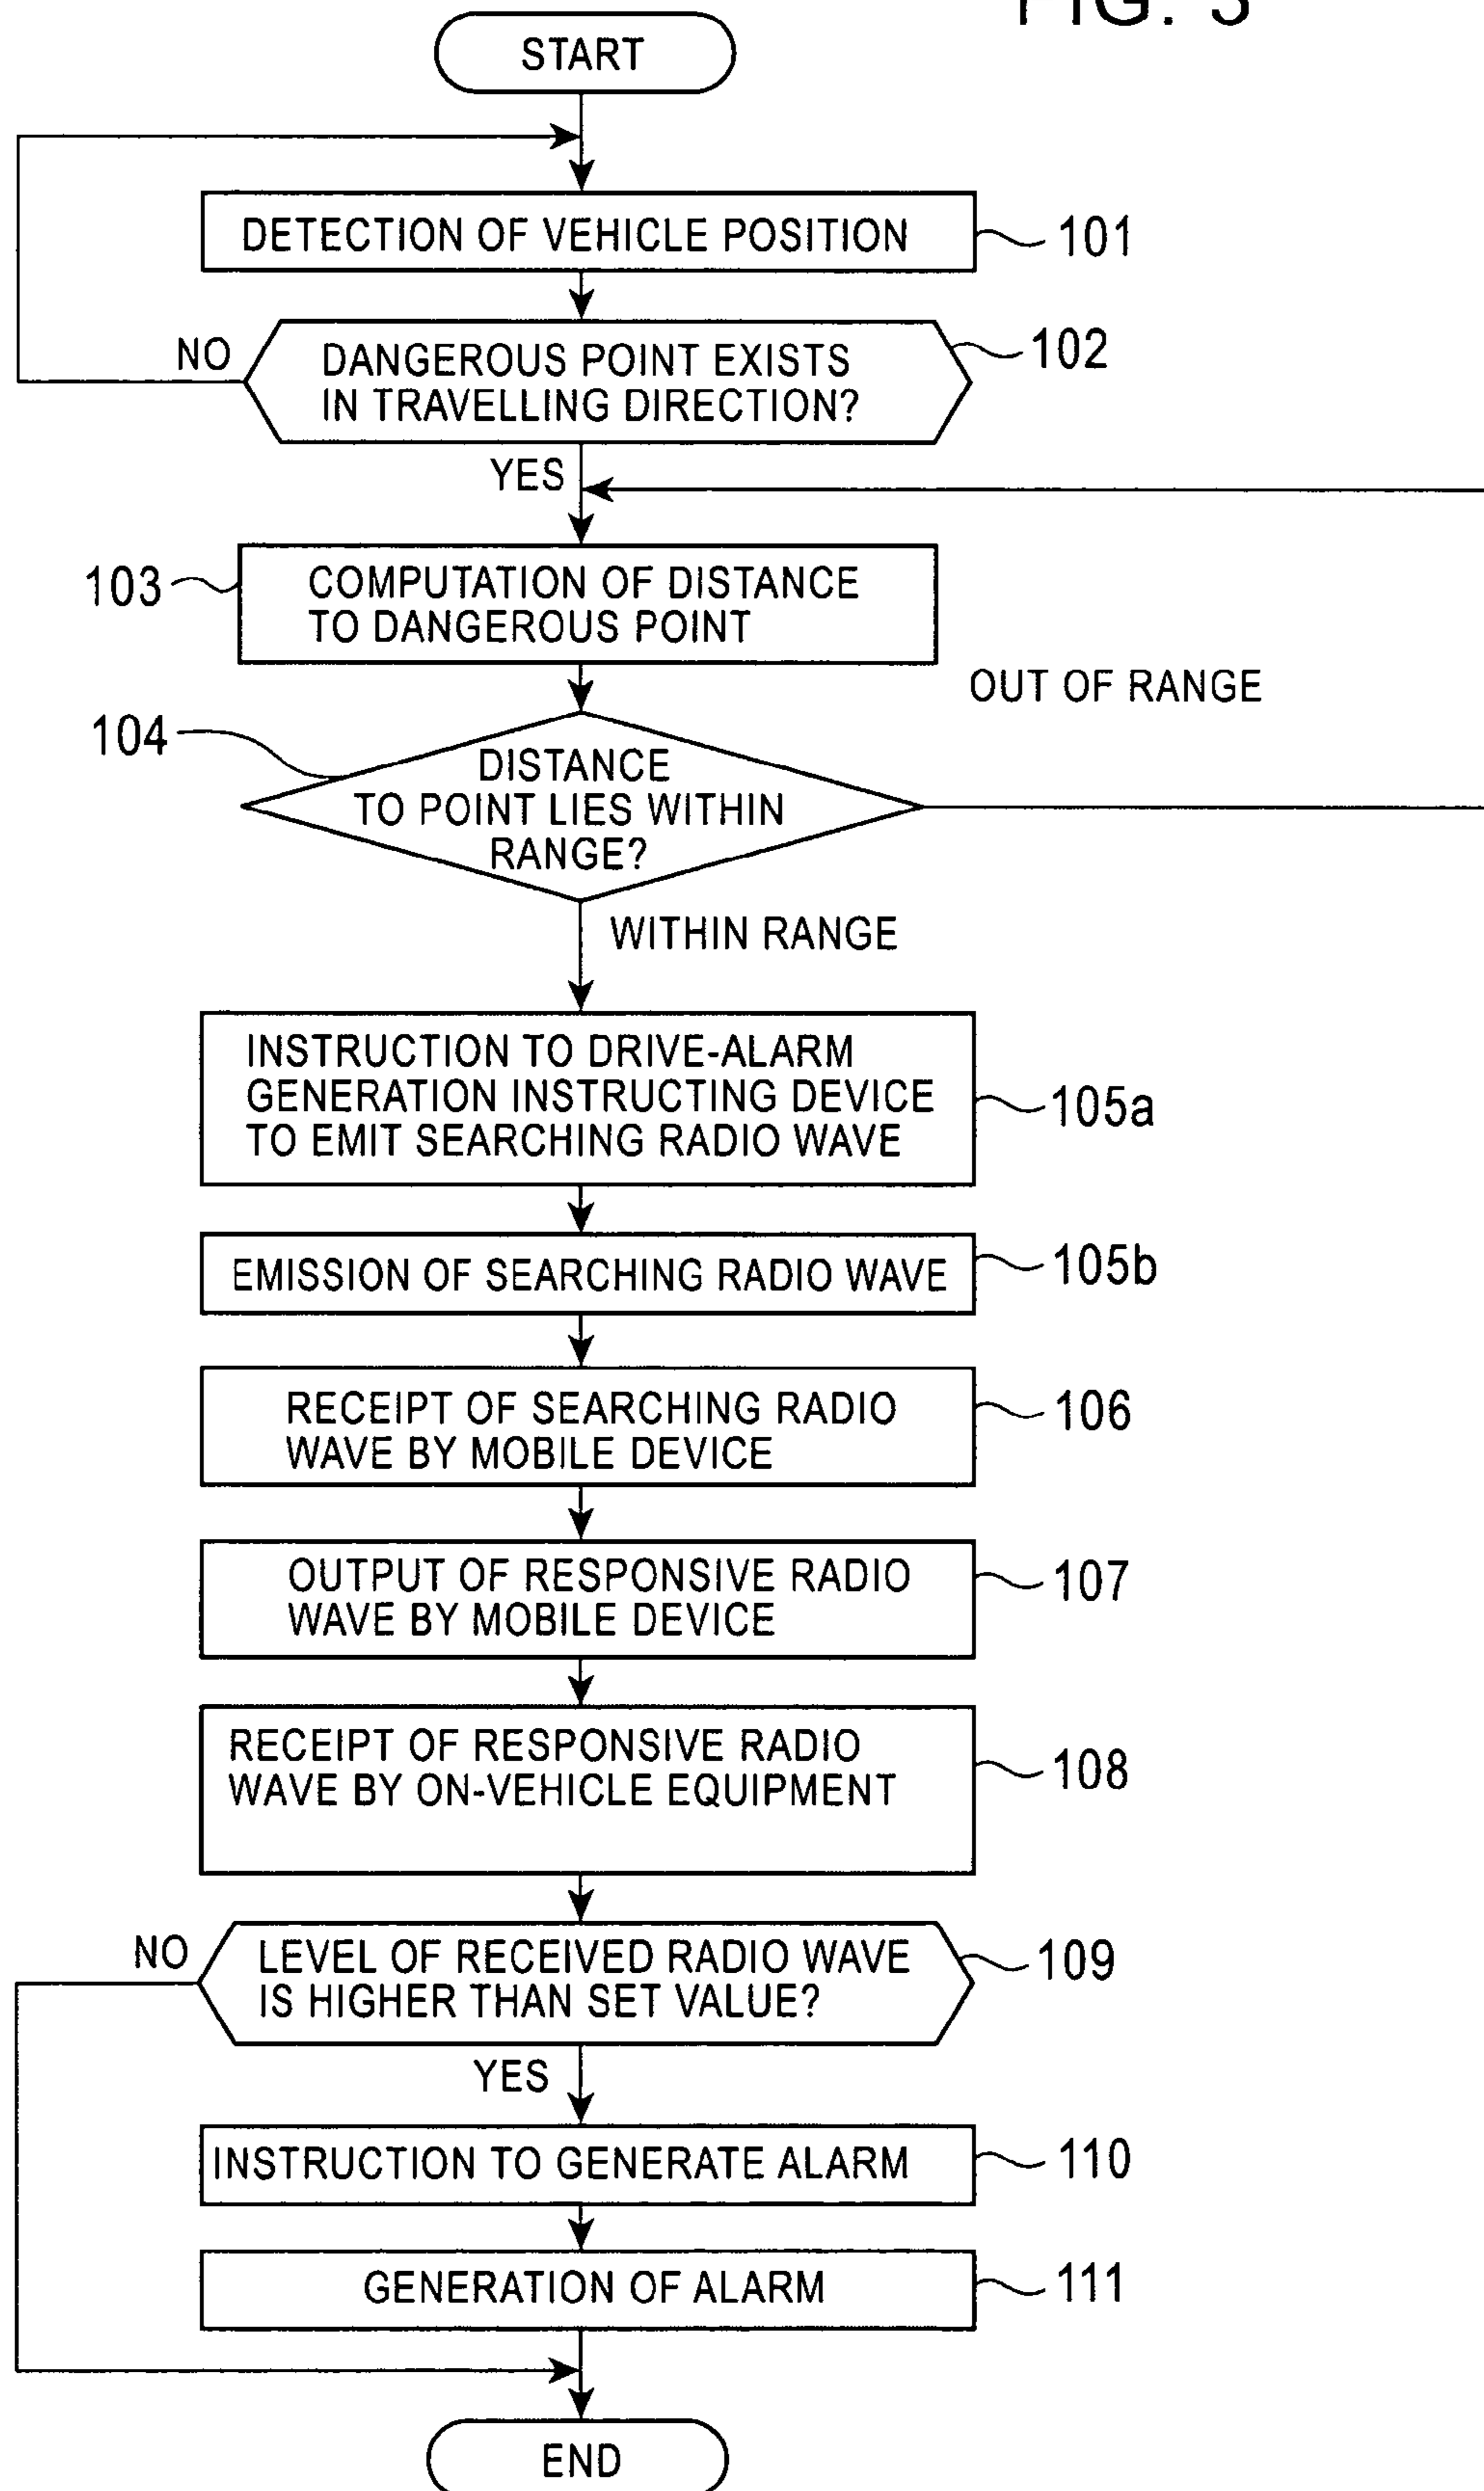 FIG. 3
START
DETECTION OF VEHICLE POSITION
101
NO
DANGEROUS POINT EXISTS
IN TRAVELLING DIRECTION?
102
YES
103
COMPUTATION OF DISTANCE
TO DANGEROUS POINT
OUT OF RANGE
104
DISTANCE
TO POINT LIES WITHIN
RANGE?
WITHIN RANGE
INSTRUCTION TO DRIVE-ALARM
GENERATION INSTRUCTING DEVICE
TO EMIT SEARCHING RADIO WAVE
105a
EMISSION OF SEARCHING RADIO WAVE
105b
RECEIPT OF SEARCHING RADIO
WAVE BY MOBILE DEVICE
106
OUTPUT OF RESPONSIVE RADIO
WAVE BY MOBILE DEVICE
107
RECEIPT OF RESPONSIVE RADIO
WAVE BY ON-VEHICLE EQUIPMENT
108
NO
LEVEL OF RECEIVED RADIO WAVE
IS HIGHER THAN SET VALUE?
109
YES
INSTRUCTION TO GENERATE ALARM
110
GENERATION OF ALARM
111
END